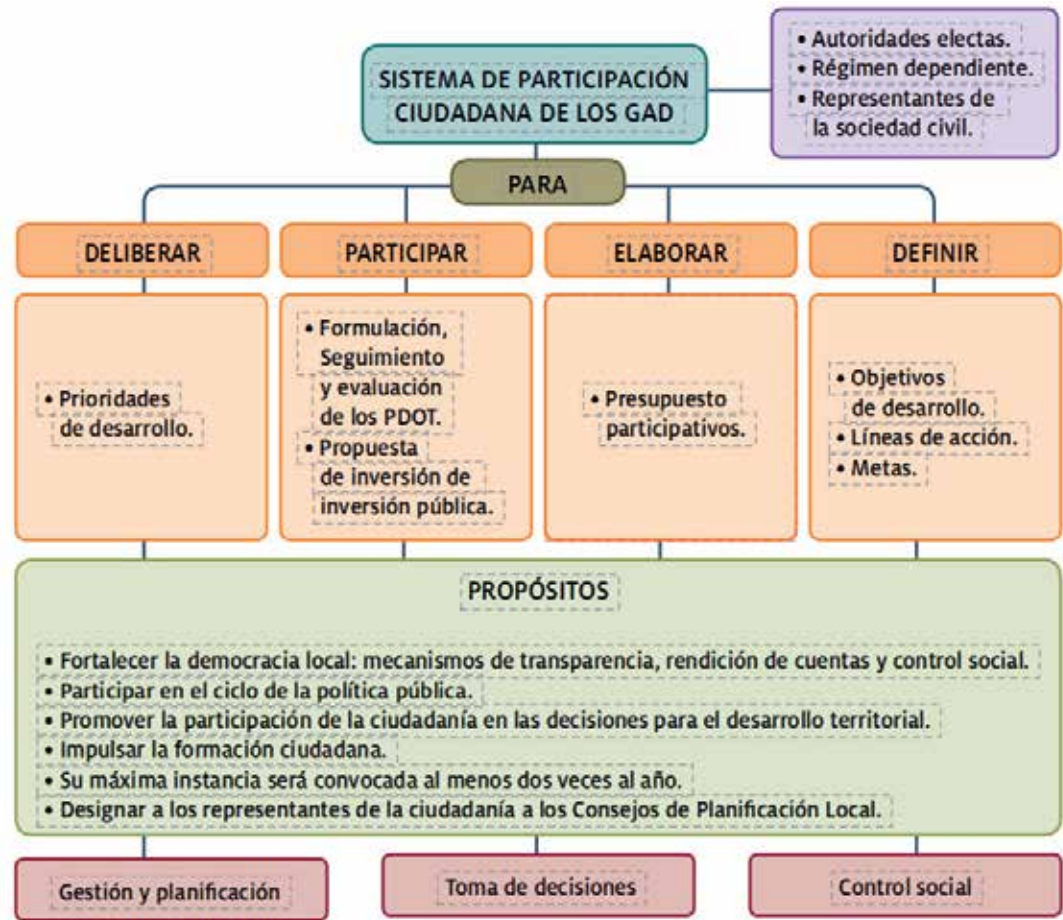 SISTEMA DE PARTICIPACIÓN
CIUDADANA DE LOS GAD
• Autoridades electas.
• Régimen dependiente.
• Representantes de
la sociedad civil.
PARA
DELIBERAR
PARTICIPAR
ELABORAR
DEFINIR
• Prioridades
de desarrollo.
• Formulación,
Seguimiento
y evaluación
de los PDOT.
• Propuesta
de inversión de
inversión pública.
• Presupuesto
participativos.
• Objetivos
de desarrollo.
• Líneas de acción.
• Metas.
PROPÓSITOS
• Fortalecer la democracia local: mecanismos de transparencia, rendición de cuentas y control social.
• Participar en el ciclo de la política pública.
• Promover la participación de la ciudadanía en las decisiones para el desarrollo territorial.
• Impulsar la formación ciudadana.
• Su máxima instancia será convocada al menos dos veces al año.
• Designar a los representantes de la ciudadanía a los Consejos de Planificación Local.
Gestión y planificación
Toma de decisiones
Control social